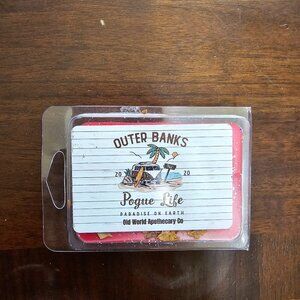 OUTER BANKS
20 20
Pogue Life
PARADISE ON EARTH
Old World Apothecary Co